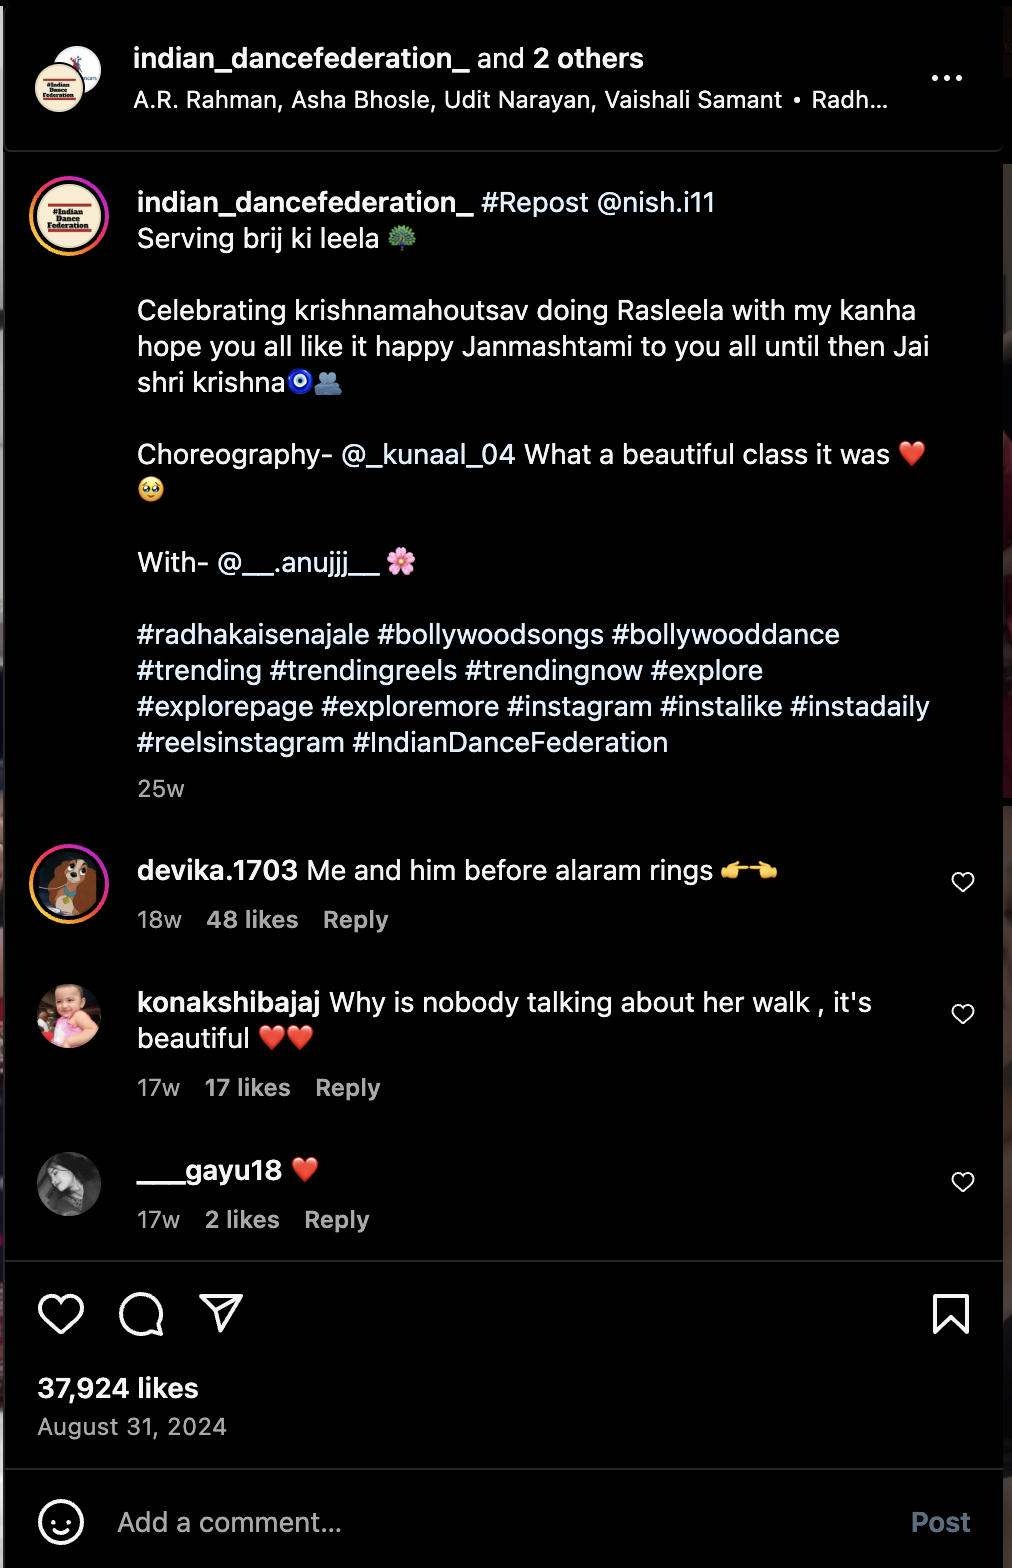 indian_dancefederation_ and 2 others
A.R. Rahman, Asha Bhosle, Udit Narayan, Vaishali Samant • Radh...
#Indian
Dance
Federation
indian_dancefederation_ #Repost @nish.i11
Serving brij ki leela 🦚
Celebrating krishnamahoutsav doing Rasleela with my kanha
hope you all like it happy Janmashtami to you all until then Jai
shri krishna🧿🫂
Choreography- @_kunaal_04 What a beautiful class it was ❤️
🥹
With- @__.anujjj__ 🌸
#radhakaisenajale #bollywoodsongs #bollywooddance
#trending #trendingreels #trendingnow #explore
#explorepage #exploremore #instagram #instalike #instadaily
#reelsinstagram #IndianDanceFederation
25w
devika.1703 Me and him before alaram rings 👉👈
18w 48 likes Reply
konakshibajaj Why is nobody talking about her walk , it's
beautiful ❤️❤️
17w 17 likes Reply
___gayu18 ❤️
17w 2 likes Reply
37,924 likes
August 31, 2024
Add a comment...
Post